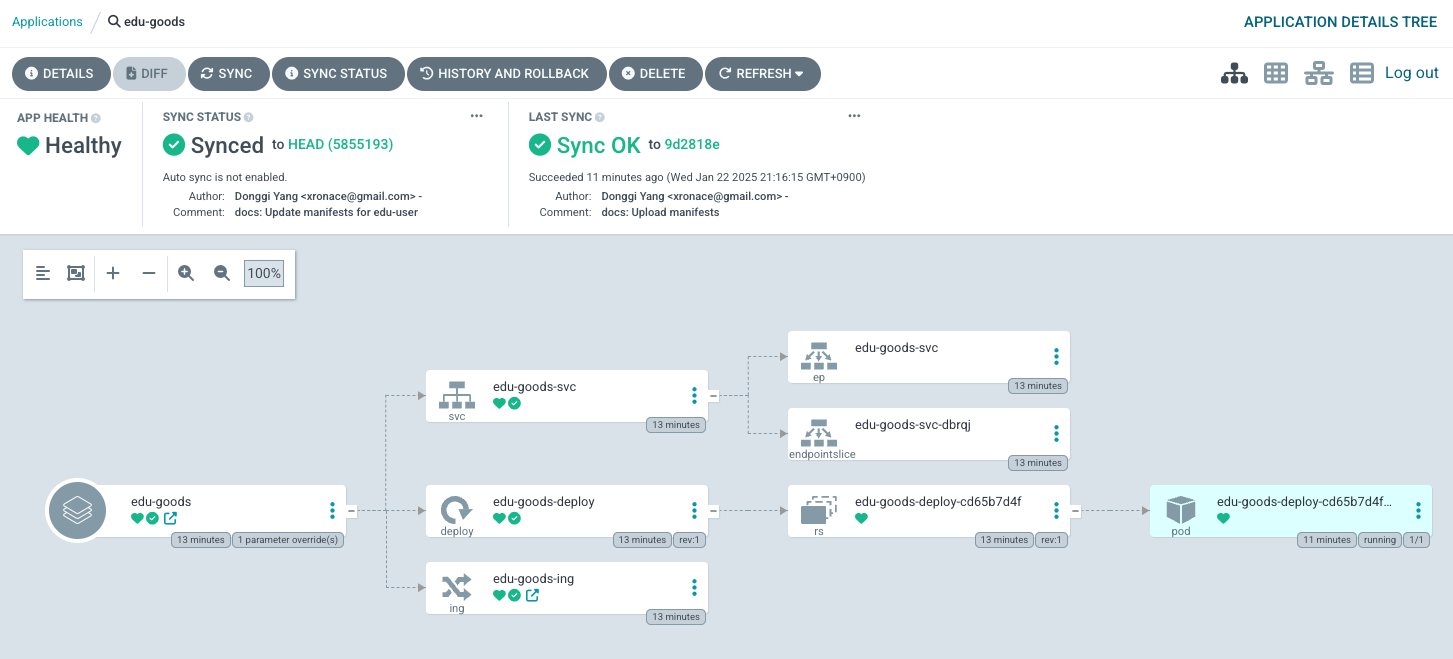 Applications / edu-goods
APPLICATION DETAILS TREE
DETAILS DIFF SYNC SYNC STATUS HISTORY AND ROLLBACK DELETE REFRESH
Log out
APP HEALTH
Healthy
SYNC STATUS
Synced to HEAD (5855193)
Auto sync is not enabled.
Author: Donggi Yang <xronace@gmail.com> -
Comment: docs: Update manifests for edu-user
LAST SYNC
Sync OK to 9d2818e
Succeeded 11 minutes ago (Wed Jan 22 2025 21:16:15 GMT+0900)
Author: Donggi Yang <xronace@gmail.com> -
Comment: docs: Upload manifests
100%
edu-goods-svc
ep
13 minutes
edu-goods-svc
svc
13 minutes
edu-goods-svc-dbrqj
endpointslice
13 minutes
edu-goods
13 minutes 1 parameter override(s)
edu-goods-deploy
deploy
13 minutes rev:1
edu-goods-deploy-cd65b7d4f
rs
13 minutes rev:1
edu-goods-deploy-cd65b7d4f...
pod
11 minutes running 1/1
edu-goods-ing
ing
13 minutes